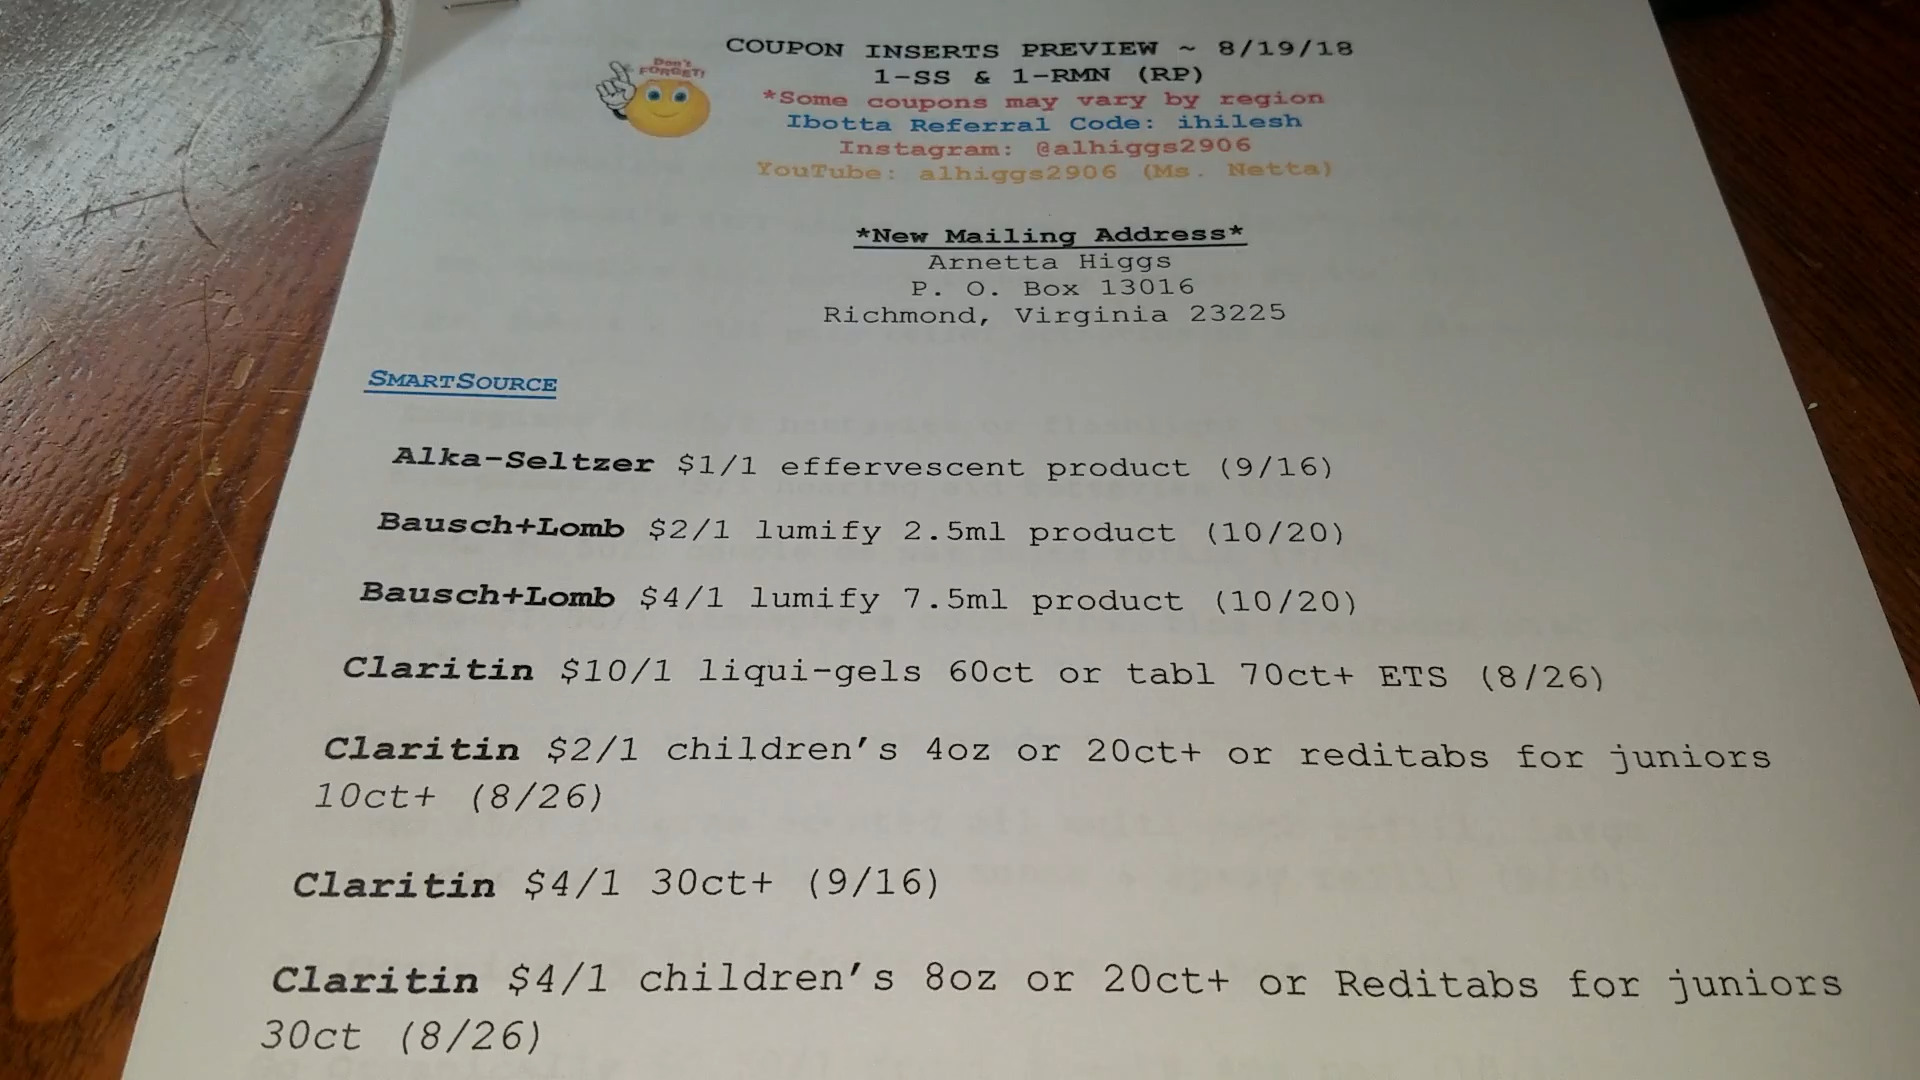 COUPON INSERTS PREVIEW ~ 8/19/18
1-SS & 1-RMN (RP)
Don't
FORGET!
*Some coupons may vary by region
Ibotta Referral Code: ihilesh
Instagram: @alhiggs2906
YouTube: alhiggs2906 (Ms. Netta)
*New Mailing Address*
Arnetta Higgs
P. O. Box 13016
Richmond, Virginia 23225
SMARTSOURCE
Alka-Seltzer $1/1 effervescent product (9/16)
Bausch+Lomb $2/1 lumify 2.5ml product (10/20)
Bausch+Lomb $4/1 lumify 7.5ml product (10/20)
Claritin $10/1 liqui-gels 60ct or tabl 70ct+ ETS (8/26)
Claritin $2/1 children's 4oz or 20ct+ or reditabs for juniors
10ct+ (8/26)
Claritin $4/1 30ct+ (9/16)
Claritin $4/1 children's 8oz or 20ct+ or Reditabs for juniors
30ct (8/26)